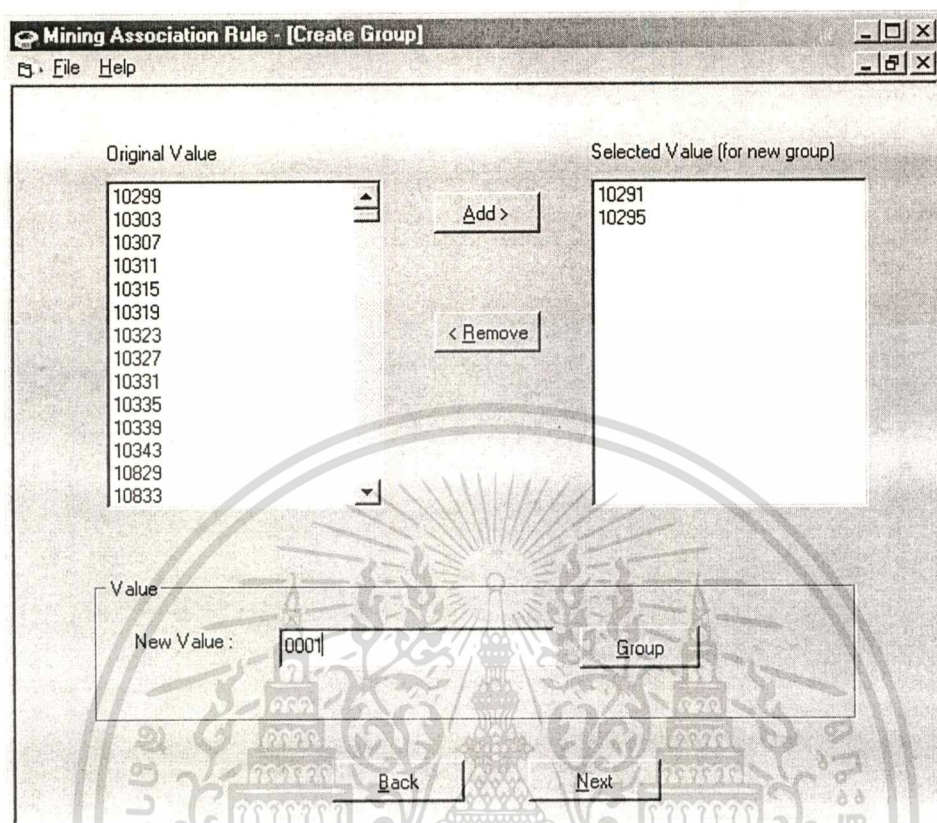 Mining Association Rule - [Create Group]
File Help
Original Value
Selected Value (for new group)
10299
10303
10307
10311
10315
10319
10323
10327
10331
10335
10339
10343
10829
10833
Add >
< Remove
10291
10295
Value
New Value :
0001
Group
Back
Next